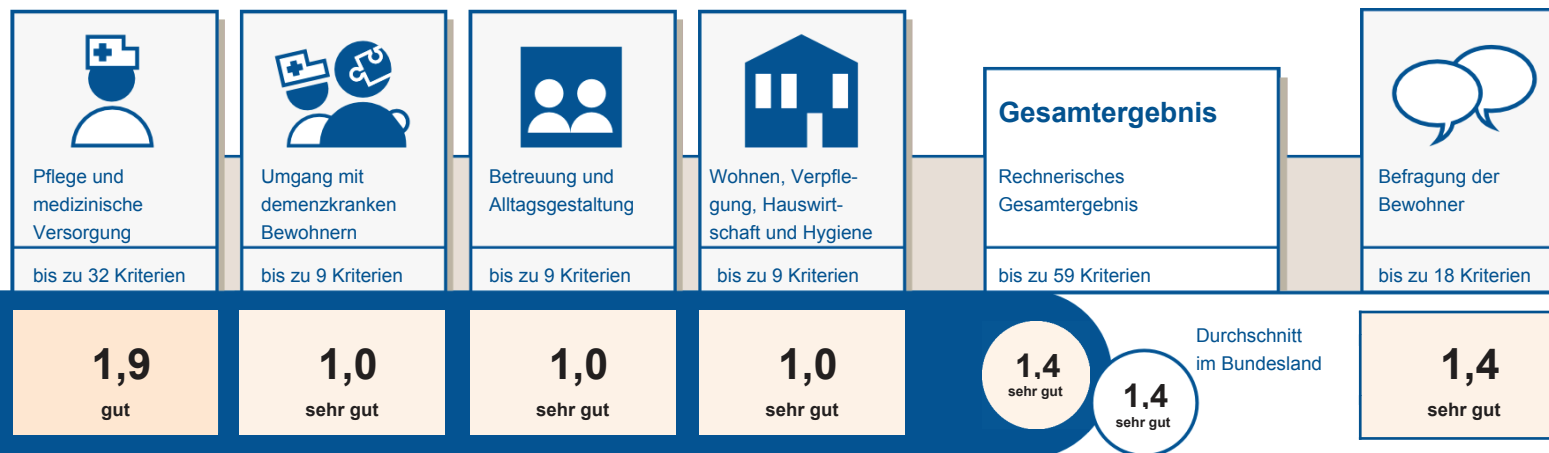 Pflege und
medizinische
Versorgung
bis zu 32 Kriterien
1,9
gut
Umgang mit
demenzkranken
Bewohnern
bis zu 9 Kriterien
1,0
sehr gut
Betreuung und
Alltagsgestaltung
bis zu 9 Kriterien
1,0
sehr gut
Wohnen, Verpfle-
gung, Hauswirt-
schaft und Hygiene
bis zu 9 Kriterien
1,0
sehr gut
Gesamtergebnis
Rechnerisches
Gesamtergebnis
bis zu 59 Kriterien
1,4
sehr gut
Durchschnitt
im Bundesland
1,4
sehr gut
Befragung der
Bewohner
bis zu 18 Kriterien
1,4
sehr gut